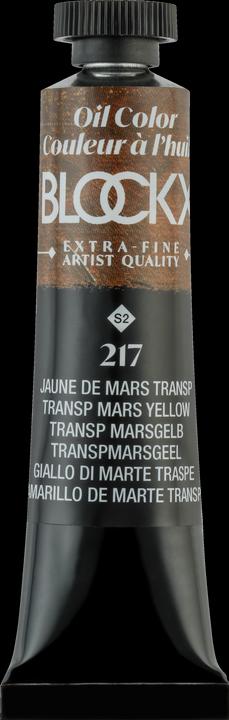 Oil Color
Couleur à l'hui
BLOCKX
EXTRA-FINE
ARTIST QUALITY
S2
217
JAUNE DE MARS TRANSP
TRANSP MARS YELLOW
TRANSP MARSGELB
TRANSPMARSGEEL
GIALLO DI MARTE TRASPE
AMARILLO DE MARTE TRANSP